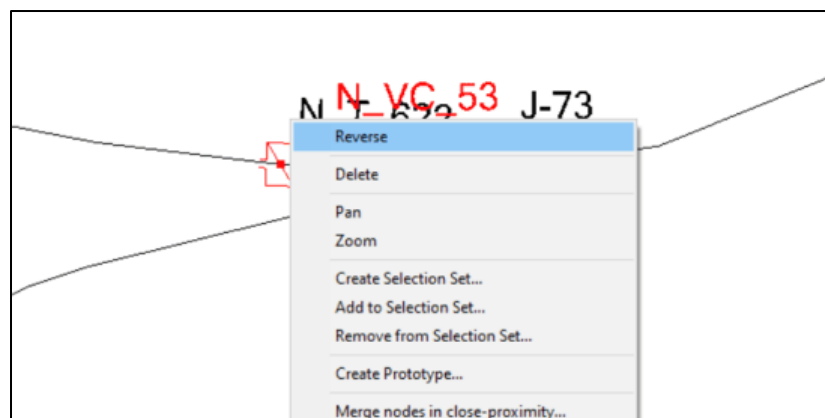 N_VC_53
J-73
Reverse
Delete
Pan
Zoom
Create Selection Set...
Add to Selection Set...
Remove from Selection Set...
Create Prototype...
Merge nodes in close-proximity...